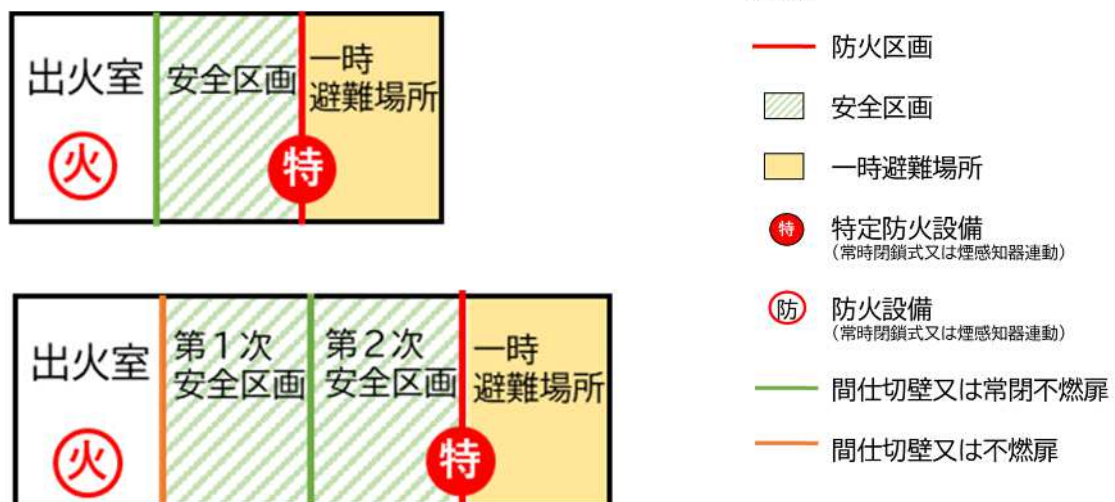 出火室
安全区画
一時
避難場所
火
特
出火室
第1次
安全区画
第2次
安全区画
一時
避難場所
火
特
防火区画
安全区画
一時避難場所
特
特定防火設備
(常時閉鎖式又は煙感知器連動)
防
防火設備
(常時閉鎖式又は煙感知器連動)
間仕切壁又は常閉不燃扉
間仕切壁又は不燃扉